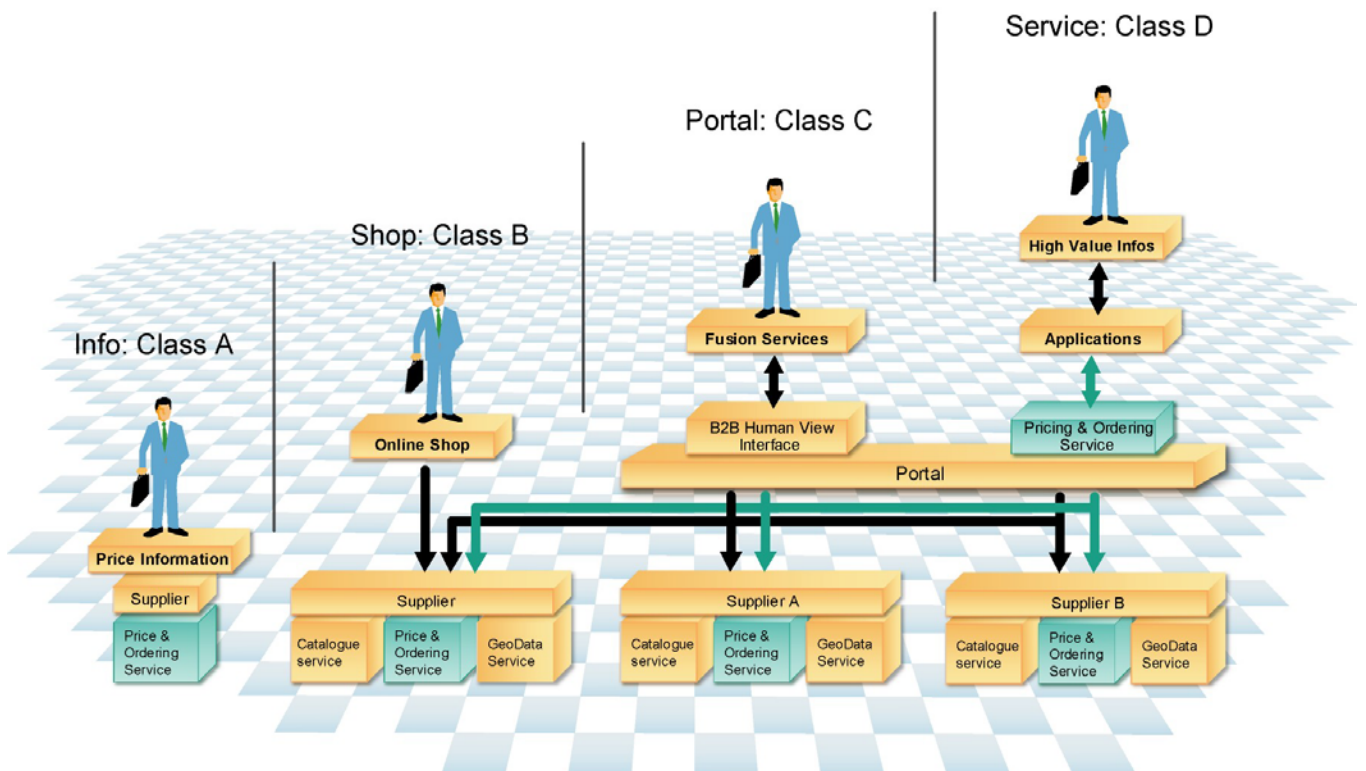 Service: Class D
Portal: Class C
Shop: Class B
Info: Class A
High Value Infos
Fusion Services
Applications
Online Shop
B2B Human View
Interface
Pricing & Ordering
Service
Portal
Price Information
Supplier
Price &
Ordering
Service
Supplier
Catalogue
service
Price &
Ordering
Service
GeoData
Service
Supplier A
Catalogue
service
Price &
Ordering
Service
GeoData
Service
Supplier B
Catalogue
service
Price &
Ordering
Service
GeoData
Service